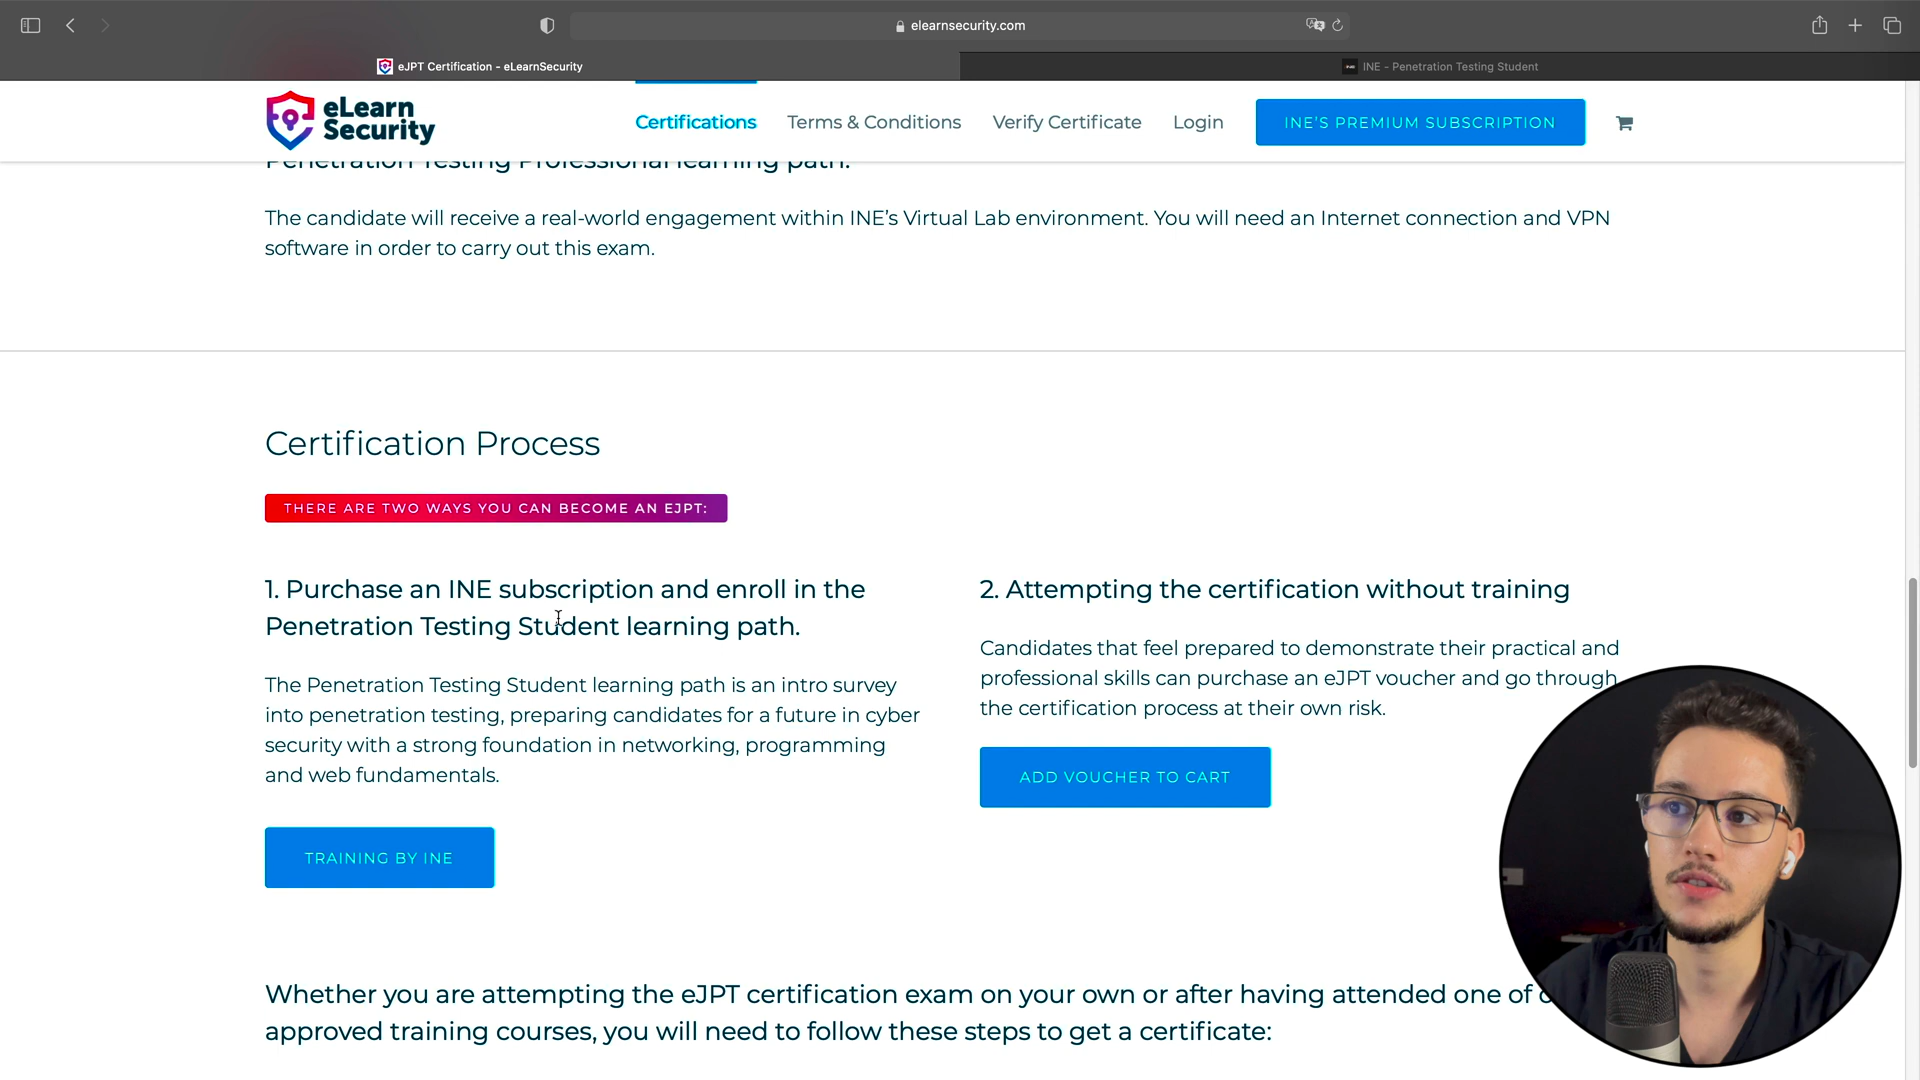 elearnsecurity.com
eJPT Certification - eLearnSecurity
INE - Penetration Testing Student
eLearn
Security
Certifications
Terms & Conditions
Verify Certificate
Login
INE'S PREMIUM SUBSCRIPTION
Penetration Testing Professional learning path.
The candidate will receive a real-world engagement within INE's Virtual Lab environment. You will need an Internet connection and VPN
software in order to carry out this exam.
Certification Process
THERE ARE TWO WAYS YOU CAN BECOME AN EJPT:
1. Purchase an INE subscription and enroll in the
Penetration Testing Student learning path.
The Penetration Testing Student learning path is an intro survey
into penetration testing, preparing candidates for a future in cyber
security with a strong foundation in networking, programming
and web fundamentals.
TRAINING BY INE
2. Attempting the certification without training
Candidates that feel prepared to demonstrate their practical and
professional skills can purchase an eJPT voucher and go through
the certification process at their own risk.
ADD VOUCHER TO CART
Whether you are attempting the eJPT certification exam on your own or after having attended one of
approved training courses, you will need to follow these steps to get a certificate: